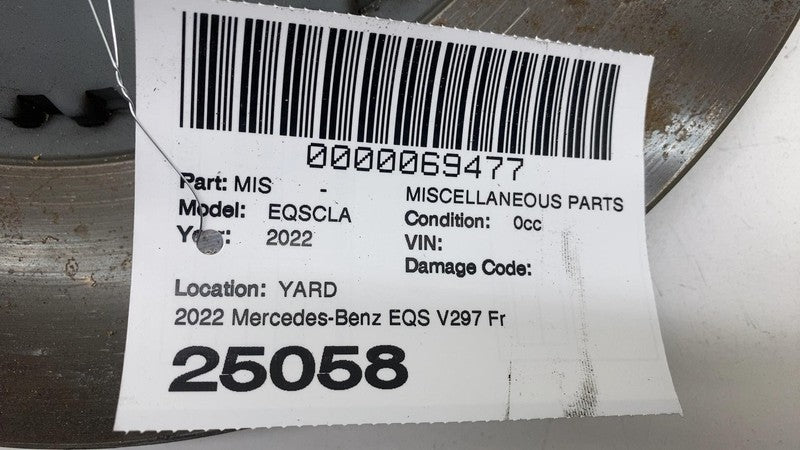 0000069477
Part: MIS - MISCELLANEOUS PARTS
Model: EQSCLA Condition: 0cc
Year: 2022 VIN:
Damage Code:
Location: YARD
2022 Mercedes-Benz EQS V297 Fr
25058